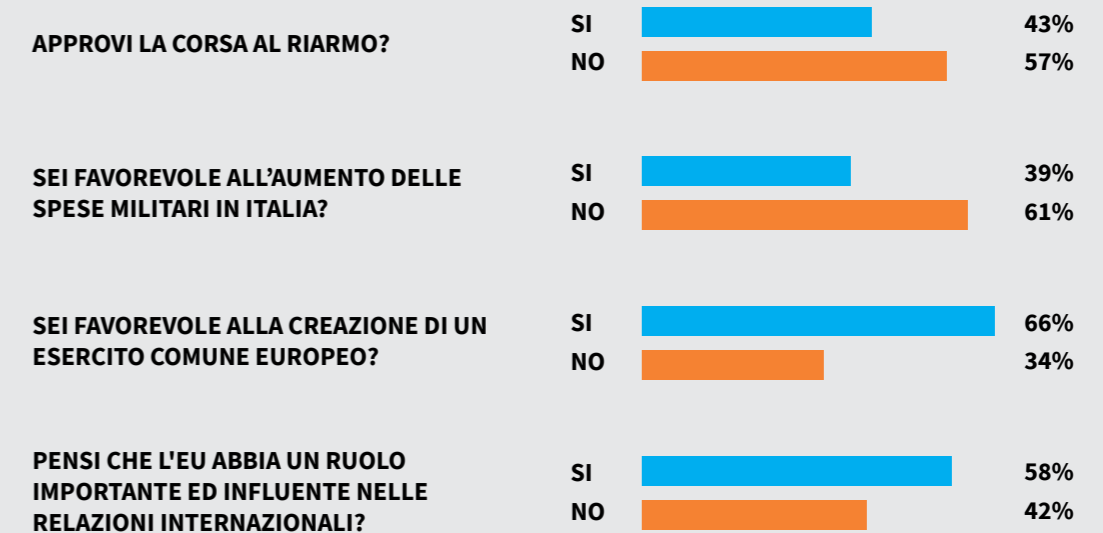 APPROVI LA CORSA AL RIARMO?
SI 43%
NO 57%
SEI FAVOREVOLE ALL’AUMENTO DELLE
SPESE MILITARI IN ITALIA?
SI 39%
NO 61%
SEI FAVOREVOLE ALLA CREAZIONE DI UN
ESERCITO COMUNE EUROPEO?
SI 66%
NO 34%
PENSI CHE L'EU ABBIA UN RUOLO
IMPORTANTE ED INFLUENTE NELLE
RELAZIONI INTERNAZIONALI?
SI 58%
NO 42%